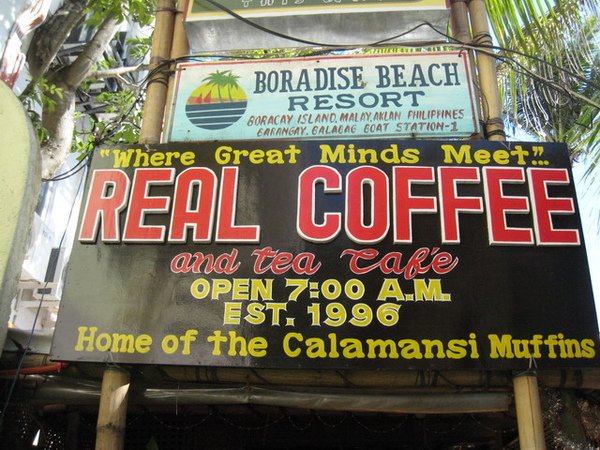 BORADISE BEACH
RESORT
BORACAY ISLAND, MALAY, AKLAN PHILIPPINES
BARANGAY. BALABAG BOAT STATION-1
"Where Great Minds Meet"...
REAL COFFEE
and tea Cafe'
OPEN 7:00 A.M.
EST. 1996
Home of the Calamansi Muffins